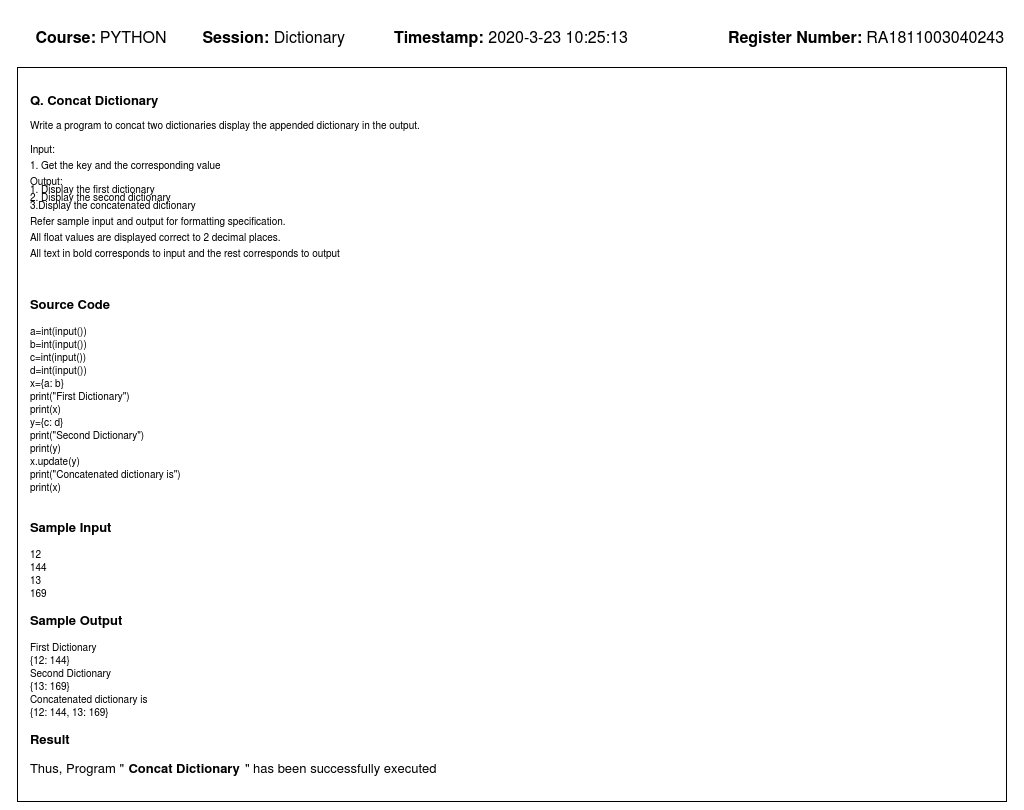 Course: PYTHON Session: Dictionary Timestamp: 2020-3-23 10:25:13 Register Number: RA1811003040243
Q. Concat Dictionary
Write a program to concat two dictionaries display the appended dictionary in the output.
Input:
1. Get the key and the corresponding value
Output:
1. Display the first dictionary
2. Display the second dictionary
3.Display the concatenated dictionary
Refer sample input and output for formatting specification.
All float values are displayed correct to 2 decimal places.
All text in bold corresponds to input and the rest corresponds to output
Source Code
a=int(input())
b=int(input())
c=int(input())
d=int(input())
x={a: b}
print("First Dictionary")
print(x)
y={c: d}
print("Second Dictionary")
print(y)
x.update(y)
print("Concatenated dictionary is")
print(x)
Sample Input
12
144
13
169
Sample Output
First Dictionary
{12: 144}
Second Dictionary
{13: 169}
Concatenated dictionary is
{12: 144, 13: 169}
Result
Thus, Program " Concat Dictionary " has been successfully executed